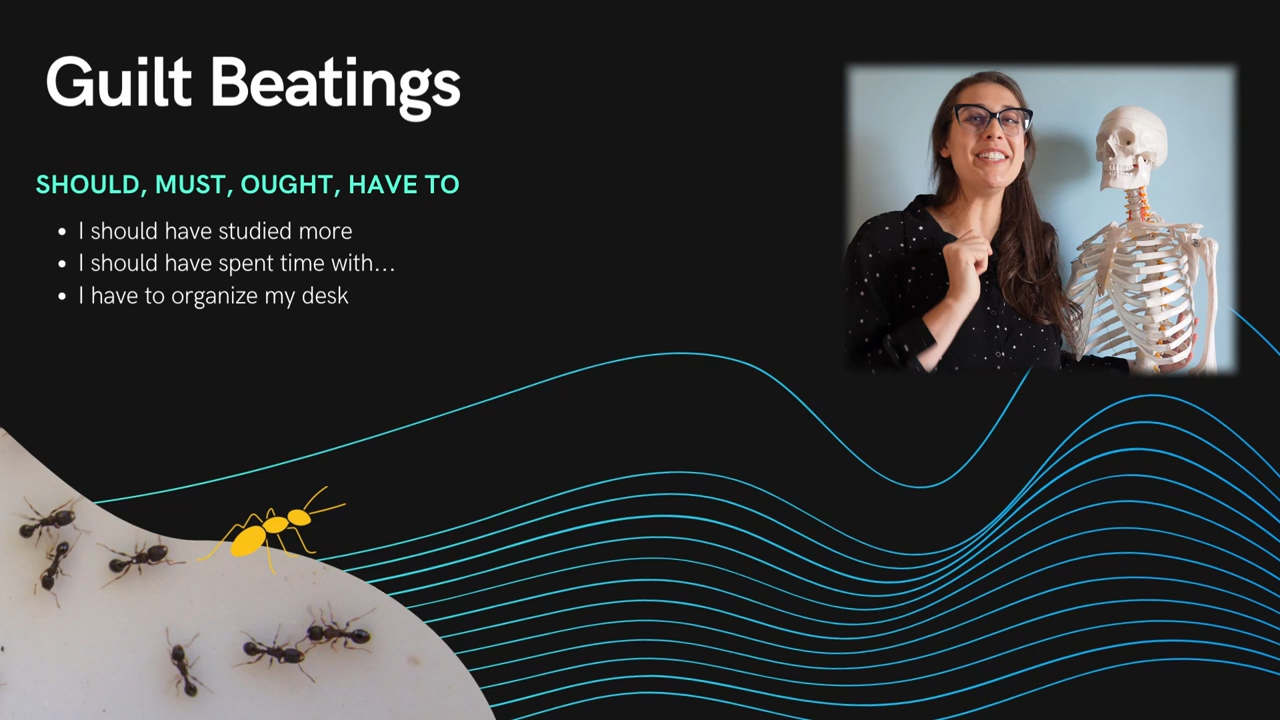 Guilt Beatings
SHOULD, MUST, OUGHT, HAVE TO
• I should have studied more
• I should have spent time with...
• I have to organize my desk